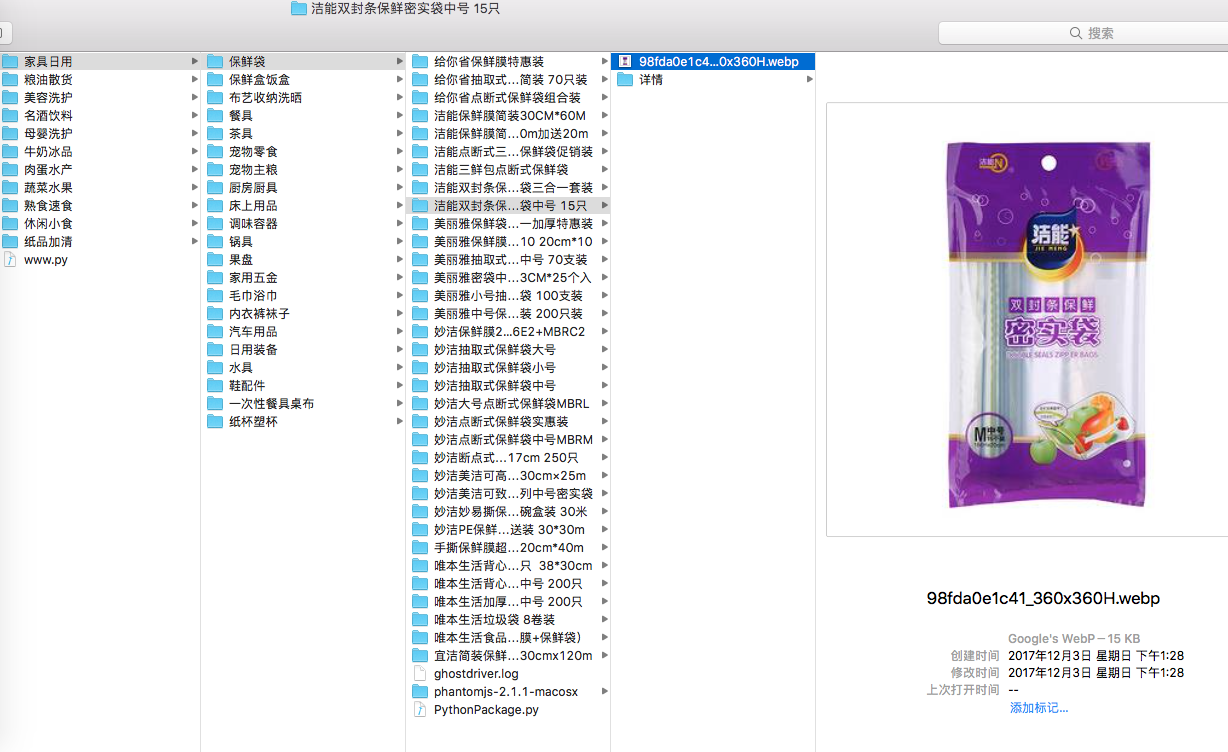 洁能双封条保鲜密实袋中号 15只
搜索
家具日用
粮油散货
美容洗护
名酒饮料
母婴洗护
牛奶冰品
肉蛋水产
蔬菜水果
熟食速食
休闲小食
纸品加清
www.py
保鲜袋
保鲜盒饭盒
布艺收纳洗晒
餐具
茶具
宠物零食
宠物主粮
厨房厨具
床上用品
调味容器
锅具
果盘
家用五金
毛巾浴巾
内衣裤袜子
汽车用品
日用装备
水具
鞋配件
一次性餐具桌布
纸杯塑杯
给你省保鲜膜特惠装
给你省抽取式...简装 70只装
给你省点断式保鲜袋组合装
洁能保鲜膜简装30CM*60M
洁能保鲜膜简...0m加送20m
洁能点断式三...保鲜袋促销装
洁能三鲜包点断式保鲜袋
洁能双封条保...袋三合一套装
洁能双封条保...袋中号 15只
美丽雅保鲜袋...一加厚特惠装
美丽雅保鲜膜...10 20cm*10
美丽雅抽取式...中号 70支装
美丽雅密袋中...3CM*25个入
美丽雅小号抽...袋 100支装
美丽雅中号保...装 200只装
妙洁保鲜膜2...6E2+MBRC2
妙洁抽取式保鲜袋大号
妙洁抽取式保鲜袋小号
妙洁抽取式保鲜袋中号
妙洁大号点断式保鲜袋MBRL
妙洁点断式保鲜袋实惠装
妙洁点断式保鲜袋中号MBRM
妙洁断点式...17cm 250只
妙洁美洁可高...30cm×25m
妙洁美洁可致...列中号密实袋
妙洁妙易撕保...碗盒装 30米
妙洁PE保鲜...送装 30*30m
手撕保鲜膜超...20cm*40m
唯本生活背心...只 38*30cm
唯本生活背心...中号 200只
唯本生活加厚...中号 200只
唯本生活垃圾袋 8卷装
唯本生活食品...膜+保鲜袋）
宜洁简装保鲜...30cmx120m
ghostdriver.log
phantomjs-2.1.1-macosx
PythonPackage.py
98fda0e1c4...0x360H.webp
详情
洁能
洁能
JIE NENG
双封条保鲜
密实袋
DOUBLE SEALS ZIPPER BAGS
M中号
98fda0e1c41_360x360H.webp
Google's WebP – 15 KB
创建时间 2017年12月3日 星期日 下午1:28
修改时间 2017年12月3日 星期日 下午1:28
上次打开时间 --
添加标记...